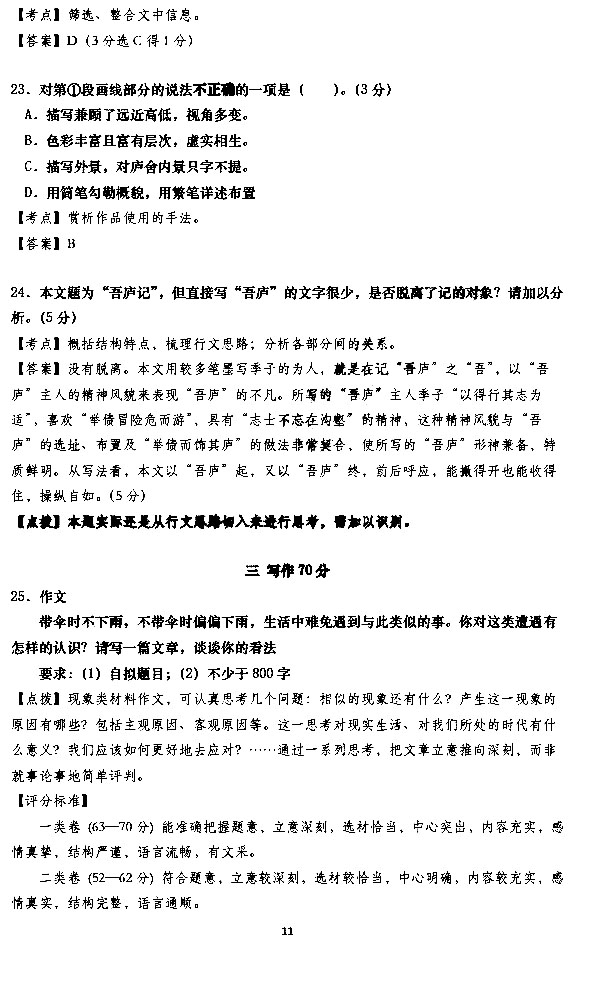 【考点】筛选、整合文中信息。
【答案】D（3分选C得1分）
23．对第①段画线部分的说法不正确的一项是（　　）。（3分）
A．描写兼顾了远近高低，视角多变。
B．色彩丰富且富有层次，虚实相生。
C．描写外景，对庐舍内景只字不提。
D．用简笔勾勒概貌，用繁笔详述布置
【考点】赏析作品使用的手法。
【答案】B
24．本文题为“吾庐记”，但直接写“吾庐”的文字很少，是否脱离了记的对象？请加以分
析。（5分）
【考点】概括结构特点，梳理行文思路；分析各部分间的关系。
【答案】没有脱离。本文用较多笔墨写季子的为人，就是在记“吾庐”之“吾”，以“吾
庐”主人的精神风貌来表现“吾庐”的不凡。所写的“吾庐”主人季子“以得行其志为
适”，喜欢“举债冒险危而游”，具有“志士不忘在沟壑”的精神，这种精神风貌与“吾
庐”的选址、布置及“举债而饰其庐”的做法非常契合，使所写的“吾庐”形神兼备，特
质鲜明。从写法看，本文以“吾庐”起，又以“吾庐”终，前后呼应，能撒得开也能收得
住，操纵自如。（5分）
【点拨】本题实际还是从行文思路切入来进行思考，需加以识别。
三 写作70分
25．作文
带伞时不下雨，不带伞时偏偏下雨，生活中难免遇到与此类似的事。你对这类遭遇有
怎样的认识？请写一篇文章，谈谈你的看法
要求：（1）自拟题目；（2）不少于800字
【点拨】现象类材料作文，可认真思考几个问题：相似的现象还有什么？产生这一现象的
原因有哪些？包括主观原因、客观原因等。这一思考对现实生活、对我们所处的时代有什
么意义？我们应该如何更好地去应对？……通过一系列思考，把文章立意推向深刻，而非
就事论事地简单评判。
【评分标准】
一类卷（63—70分）能准确把握题意，立意深刻，选材恰当，中心突出，内容充实，感
情真挚，结构严谨，语言流畅，有文采。
二类卷（52—62分）符合题意，立意较深刻，选材较恰当，中心明确，内容较充实，感
情真实，结构完整，语言通顺。
11